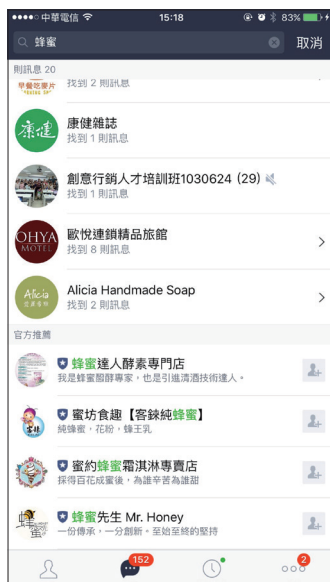 中華電信 15:18 83%
蜂蜜 取消
則訊息 20
早餐吃麥片
找到 2 則訊息
康健
康健雜誌
找到 1 則訊息
創意行銷人才培訓班1030624 (29)
找到 1 則訊息
OHYA
MOTEL
歐悅連鎖精品旅館
找到 8 則訊息
Alicia
Alicia Handmade Soap
找到 2 則訊息
官方推薦
蜂蜜達人酵素專門店
我是蜂蜜醋酵專家,也是引進清酒技術達人。
蜜坊食趣【客錸純蜂蜜】
純蜂蜜,花粉,蜂王乳
蜜約蜂蜜霜淇淋專賣店
採得百花成蜜後,為誰辛苦為誰甜
蜂蜜先生 Mr. Honey
一份傳承,一分創新。至始至終的堅持
152
2